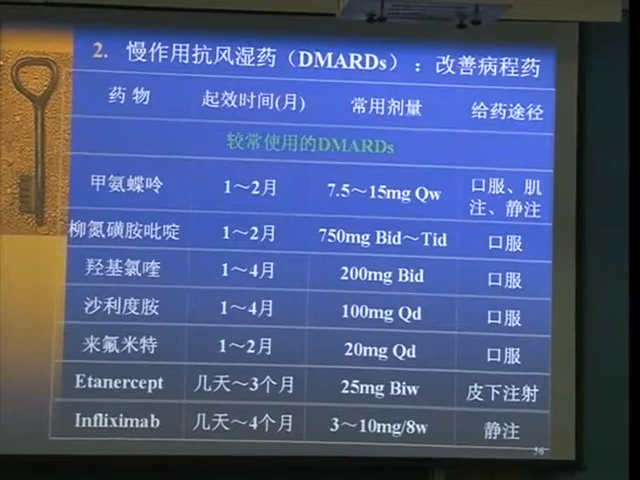 2. 慢作用抗风湿药（DMARDs）：改善病程药
药 物 起效时间(月) 常用剂量 给药途径
较常使用的DMARDs
甲氨蝶呤 1～2月 7.5～15mg Qw 口服、肌注、静注
柳氮磺胺吡啶 1～2月 750mg Bid～Tid 口服
羟基氯喹 1～4月 200mg Bid 口服
沙利度胺 1～4月 100mg Qd 口服
来氟米特 1～2月 20mg Qd 口服
Etanercept 几天～3个月 25mg Biw 皮下注射
Infliximab 几天～4个月 3～10mg/8w 静注
56